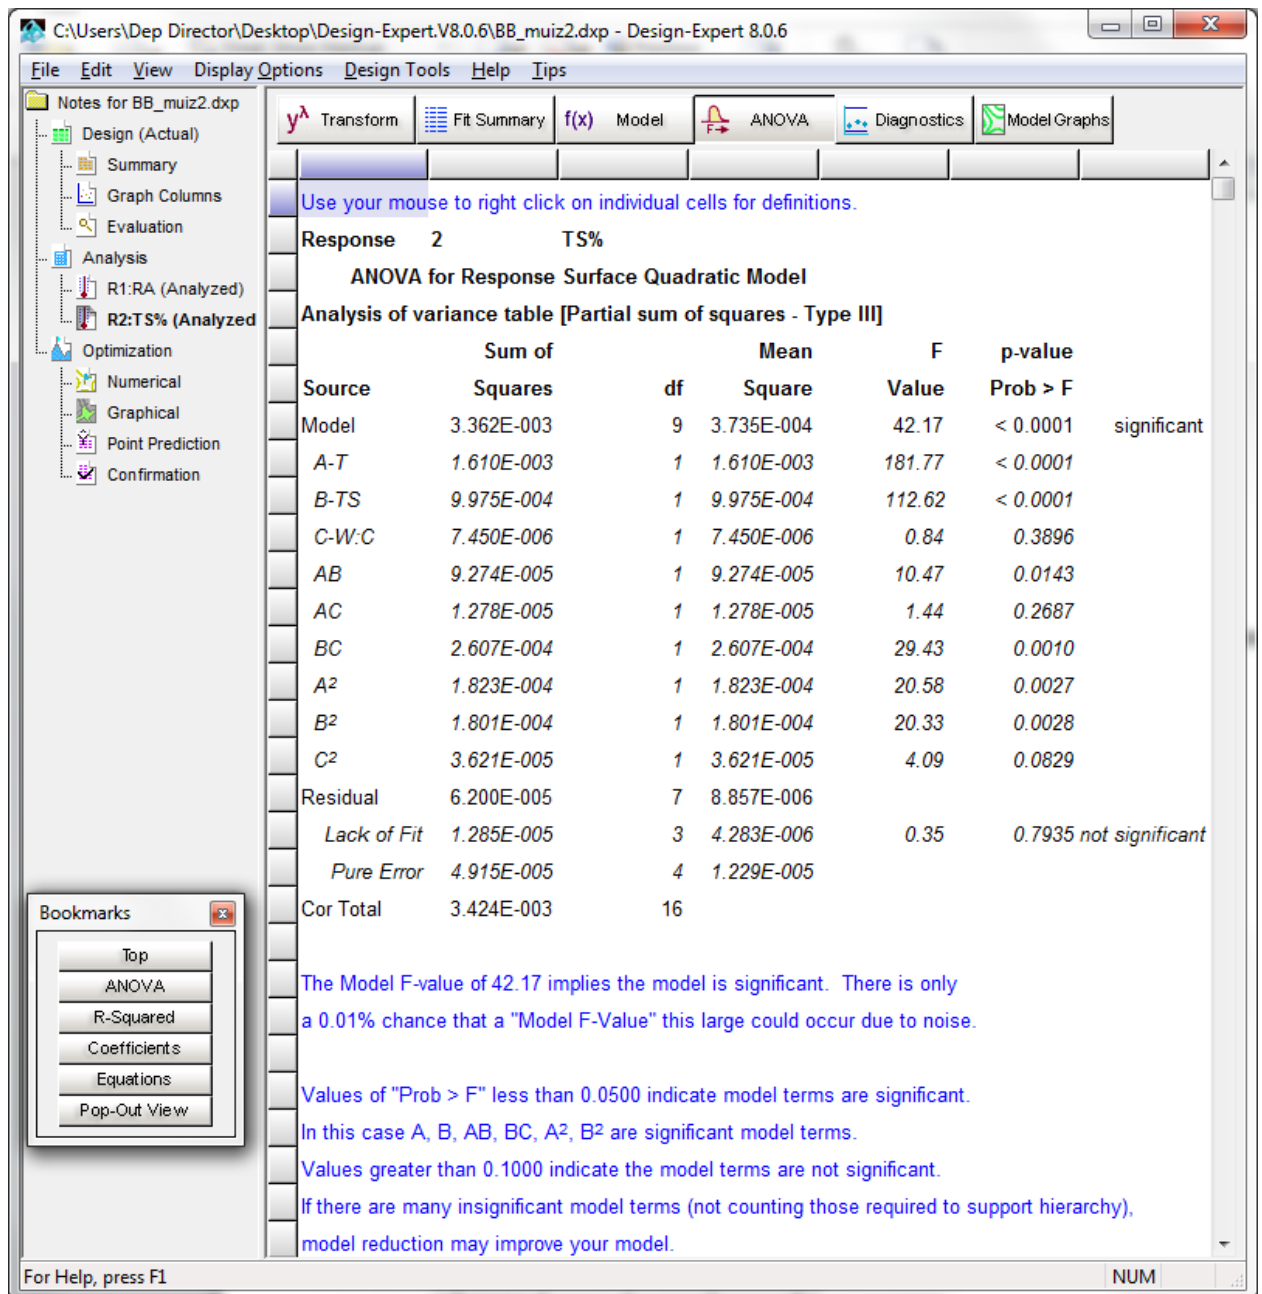 C:\Users\Dep Director\Desktop\Design-Expert.V8.0.6\BB_muiz2.dxp - Design-Expert 8.0.6
File Edit View Display Options Design Tools Help Tips
Notes for BB_muiz2.dxp
Design (Actual)
Summary
Graph Columns
Evaluation
Analysis
R1:RA (Analyzed)
R2:TS% (Analyzed
Optimization
Numerical
Graphical
Point Prediction
Confirmation
Bookmarks
Top
ANOVA
R-Squared
Coefficients
Equations
Pop-Out View
yλ Transform Fit Summary f(x) Model ANOVA Diagnostics Model Graphs
Use your mouse to right click on individual cells for definitions.
Response 2 TS%
ANOVA for Response Surface Quadratic Model
Analysis of variance table [Partial sum of squares - Type III]
Sum of Mean F p-value
Source Squares df Square Value Prob > F
Model 3.362E-003 9 3.735E-004 42.17 < 0.0001 significant
A-T 1.610E-003 1 1.610E-003 181.77 < 0.0001
B-TS 9.975E-004 1 9.975E-004 112.62 < 0.0001
C-W:C 7.450E-006 1 7.450E-006 0.84 0.3896
AB 9.274E-005 1 9.274E-005 10.47 0.0143
AC 1.278E-005 1 1.278E-005 1.44 0.2687
BC 2.607E-004 1 2.607E-004 29.43 0.0010
A² 1.823E-004 1 1.823E-004 20.58 0.0027
B² 1.801E-004 1 1.801E-004 20.33 0.0028
C² 3.621E-005 1 3.621E-005 4.09 0.0829
Residual 6.200E-005 7 8.857E-006
Lack of Fit 1.285E-005 3 4.283E-006 0.35 0.7935 not significant
Pure Error 4.915E-005 4 1.229E-005
Cor Total 3.424E-003 16
The Model F-value of 42.17 implies the model is significant. There is only
a 0.01% chance that a "Model F-Value" this large could occur due to noise.
Values of "Prob > F" less than 0.0500 indicate model terms are significant.
In this case A, B, AB, BC, A², B² are significant model terms.
Values greater than 0.1000 indicate the model terms are not significant.
If there are many insignificant model terms (not counting those required to support hierarchy),
model reduction may improve your model.
For Help, press F1 NUM